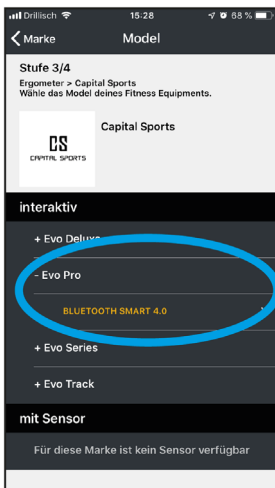 Drillisch 15:28 68 %
Marke Model
Stufe 3/4
Ergometer > Capital Sports
Wähle das Model deines Fitness Equipments.
CS
CAPITAL SPORTS
Capital Sports
interaktiv
+ Evo Deluxe
- Evo Pro
BLUETOOTH SMART 4.0
+ Evo Series
+ Evo Track
mit Sensor
Für diese Marke ist kein Sensor verfügbar